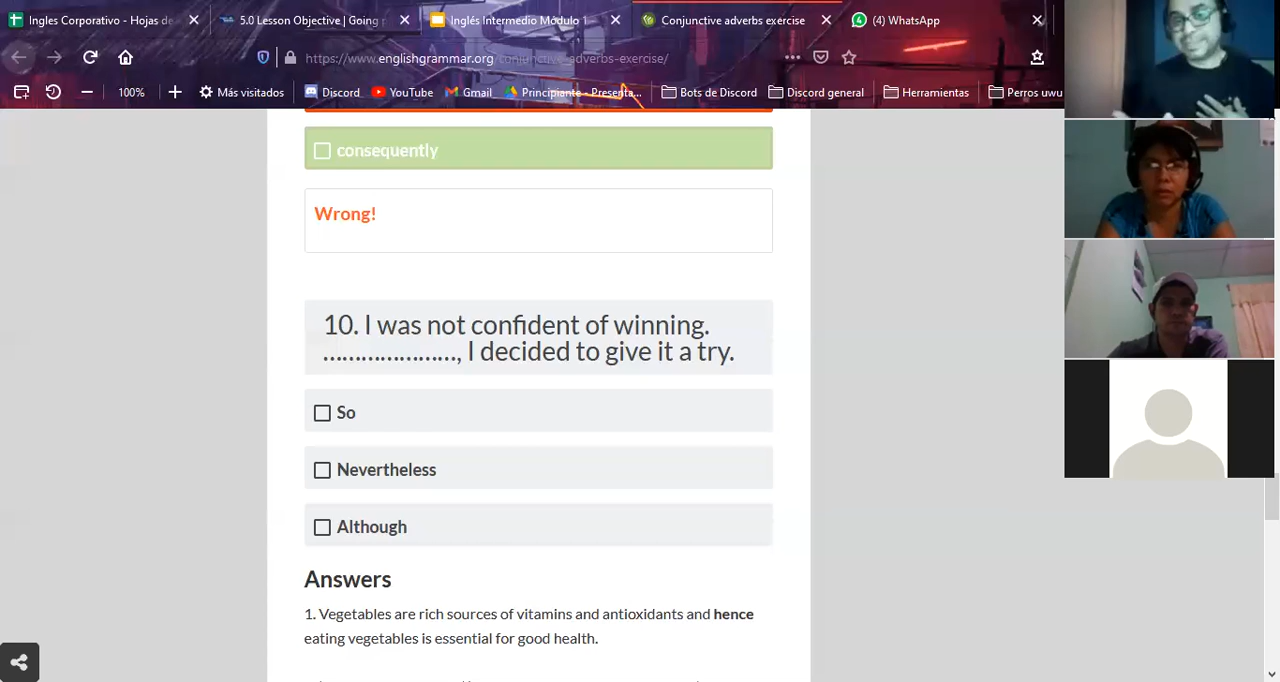 Ingles Corporativo - Hojas de
5.0 Lesson Objective | Going
Inglés Intermedio Módulo 1
Conjunctive adverbs exercise
(4) WhatsApp
https://www.englishgrammar.org/conjunctive_adverbs-exercise/
100%
Más visitados
Discord
YouTube
Gmail
Principiante - Presenta...
Bots de Discord
Discord general
Herramientas
Perros uwu
consequently
Wrong!
10. I was not confident of winning.
…………………, I decided to give it a try.
So
Nevertheless
Although
Answers
1. Vegetables are rich sources of vitamins and antioxidants and hence
eating vegetables is essential for good health.